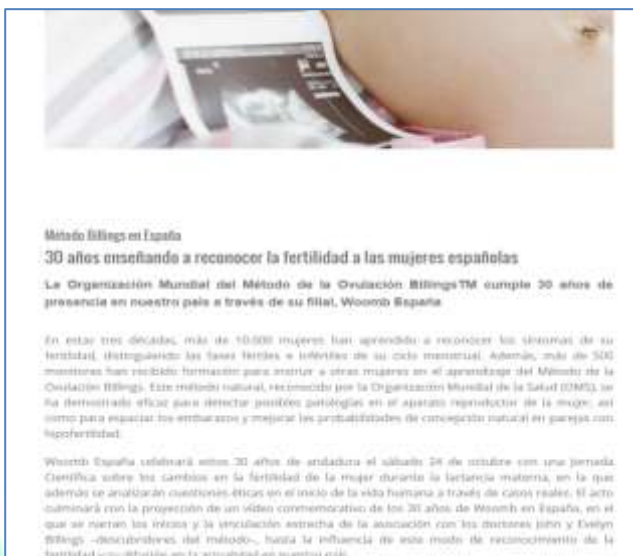 Método Billings en España
30 años enseñando a reconocer la fertilidad a las mujeres españolas
La Organización Mundial del Método de la Ovulación BillingsTM cumple 30 años de
presencia en nuestro país a través de su filial, Woomb España
En estas tres décadas, más de 10.000 mujeres han aprendido a reconocer los síntomas de su
fertilidad, distinguiendo las fases fértiles e infértiles de su ciclo menstrual. Además, más de 500
monitores han recibido formación para instruir a otras mujeres en el aprendizaje del Método de la
Ovulación Billings. Este método natural, reconocido por la Organización Mundial de la Salud (OMS), se
ha demostrado eficaz para detectar posibles patologías en el aparato reproductor de la mujer, así
como para espaciar los embarazos y mejorar las probabilidades de concepción natural en parejas con
hipofertilidad.
Woomb España celebrará estos 30 años de andadura el sábado 24 de octubre con una Jornada
Científica sobre los cambios en la fertilidad de la mujer durante la lactancia materna, en la que
además se analizarán cuestiones éticas en el inicio de la vida humana a través de casos reales. El acto
culminará con la proyección de un vídeo conmemorativo de los 30 años de Woomb en España, en el
que se narran los inicios y la vinculación estrecha de la asociación con los doctores John y Evelyn
Billings –descubridores del método–, hasta la influencia de este modo de reconocimiento de la
fertilidad y su difusión en la actualidad en nuestro país.